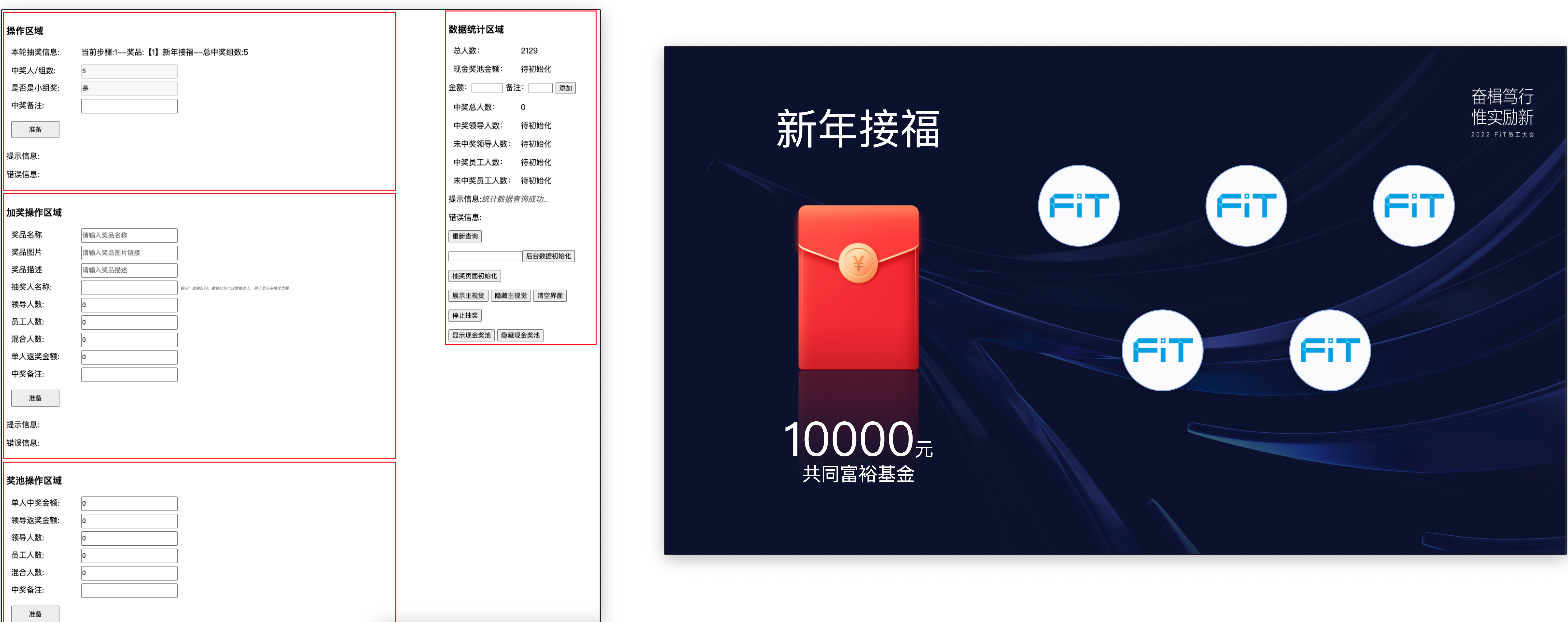 操作区域
本轮抽奖信息: 当前步骤:1--奖品:【1】新年接福--总中奖组数:5
中奖人/组数: 5
是否是小组奖: 是
中奖备注:
准备
提示信息:
错误信息:
加奖操作区域
奖品名称 请输入奖品名称
奖品图片 请输入奖品图片链接
奖品描述 请输入奖品描述
抽奖人名称:
领导人数: 0
员工人数: 0
混合人数: 0
单人返奖金额: 0
中奖备注:
准备
提示信息:
错误信息:
奖池操作区域
单人中奖金额: 0
领导返奖金额: 0
领导人数: 0
员工人数: 0
混合人数: 0
中奖备注:
准备
数据统计区域
总人数: 2129
现金奖池金额: 待初始化
金额: 备注: 添加
中奖总人数: 0
中奖领导人数: 待初始化
未中奖领导人数: 待初始化
中奖员工人数: 待初始化
未中奖员工人数: 待初始化
提示信息:统计数据查询成功..
错误信息:
重新查询
后台数据初始化
抽奖页面初始化
展示主视觉 隐藏主视觉 清空界面
停止抽奖
显示现金奖池 隐藏现金奖池
奋楫笃行
惟实励新
2022 FiT员工大会
新年接福
FiT FiT FiT
¥
FiT FiT
10000元
共同富裕基金